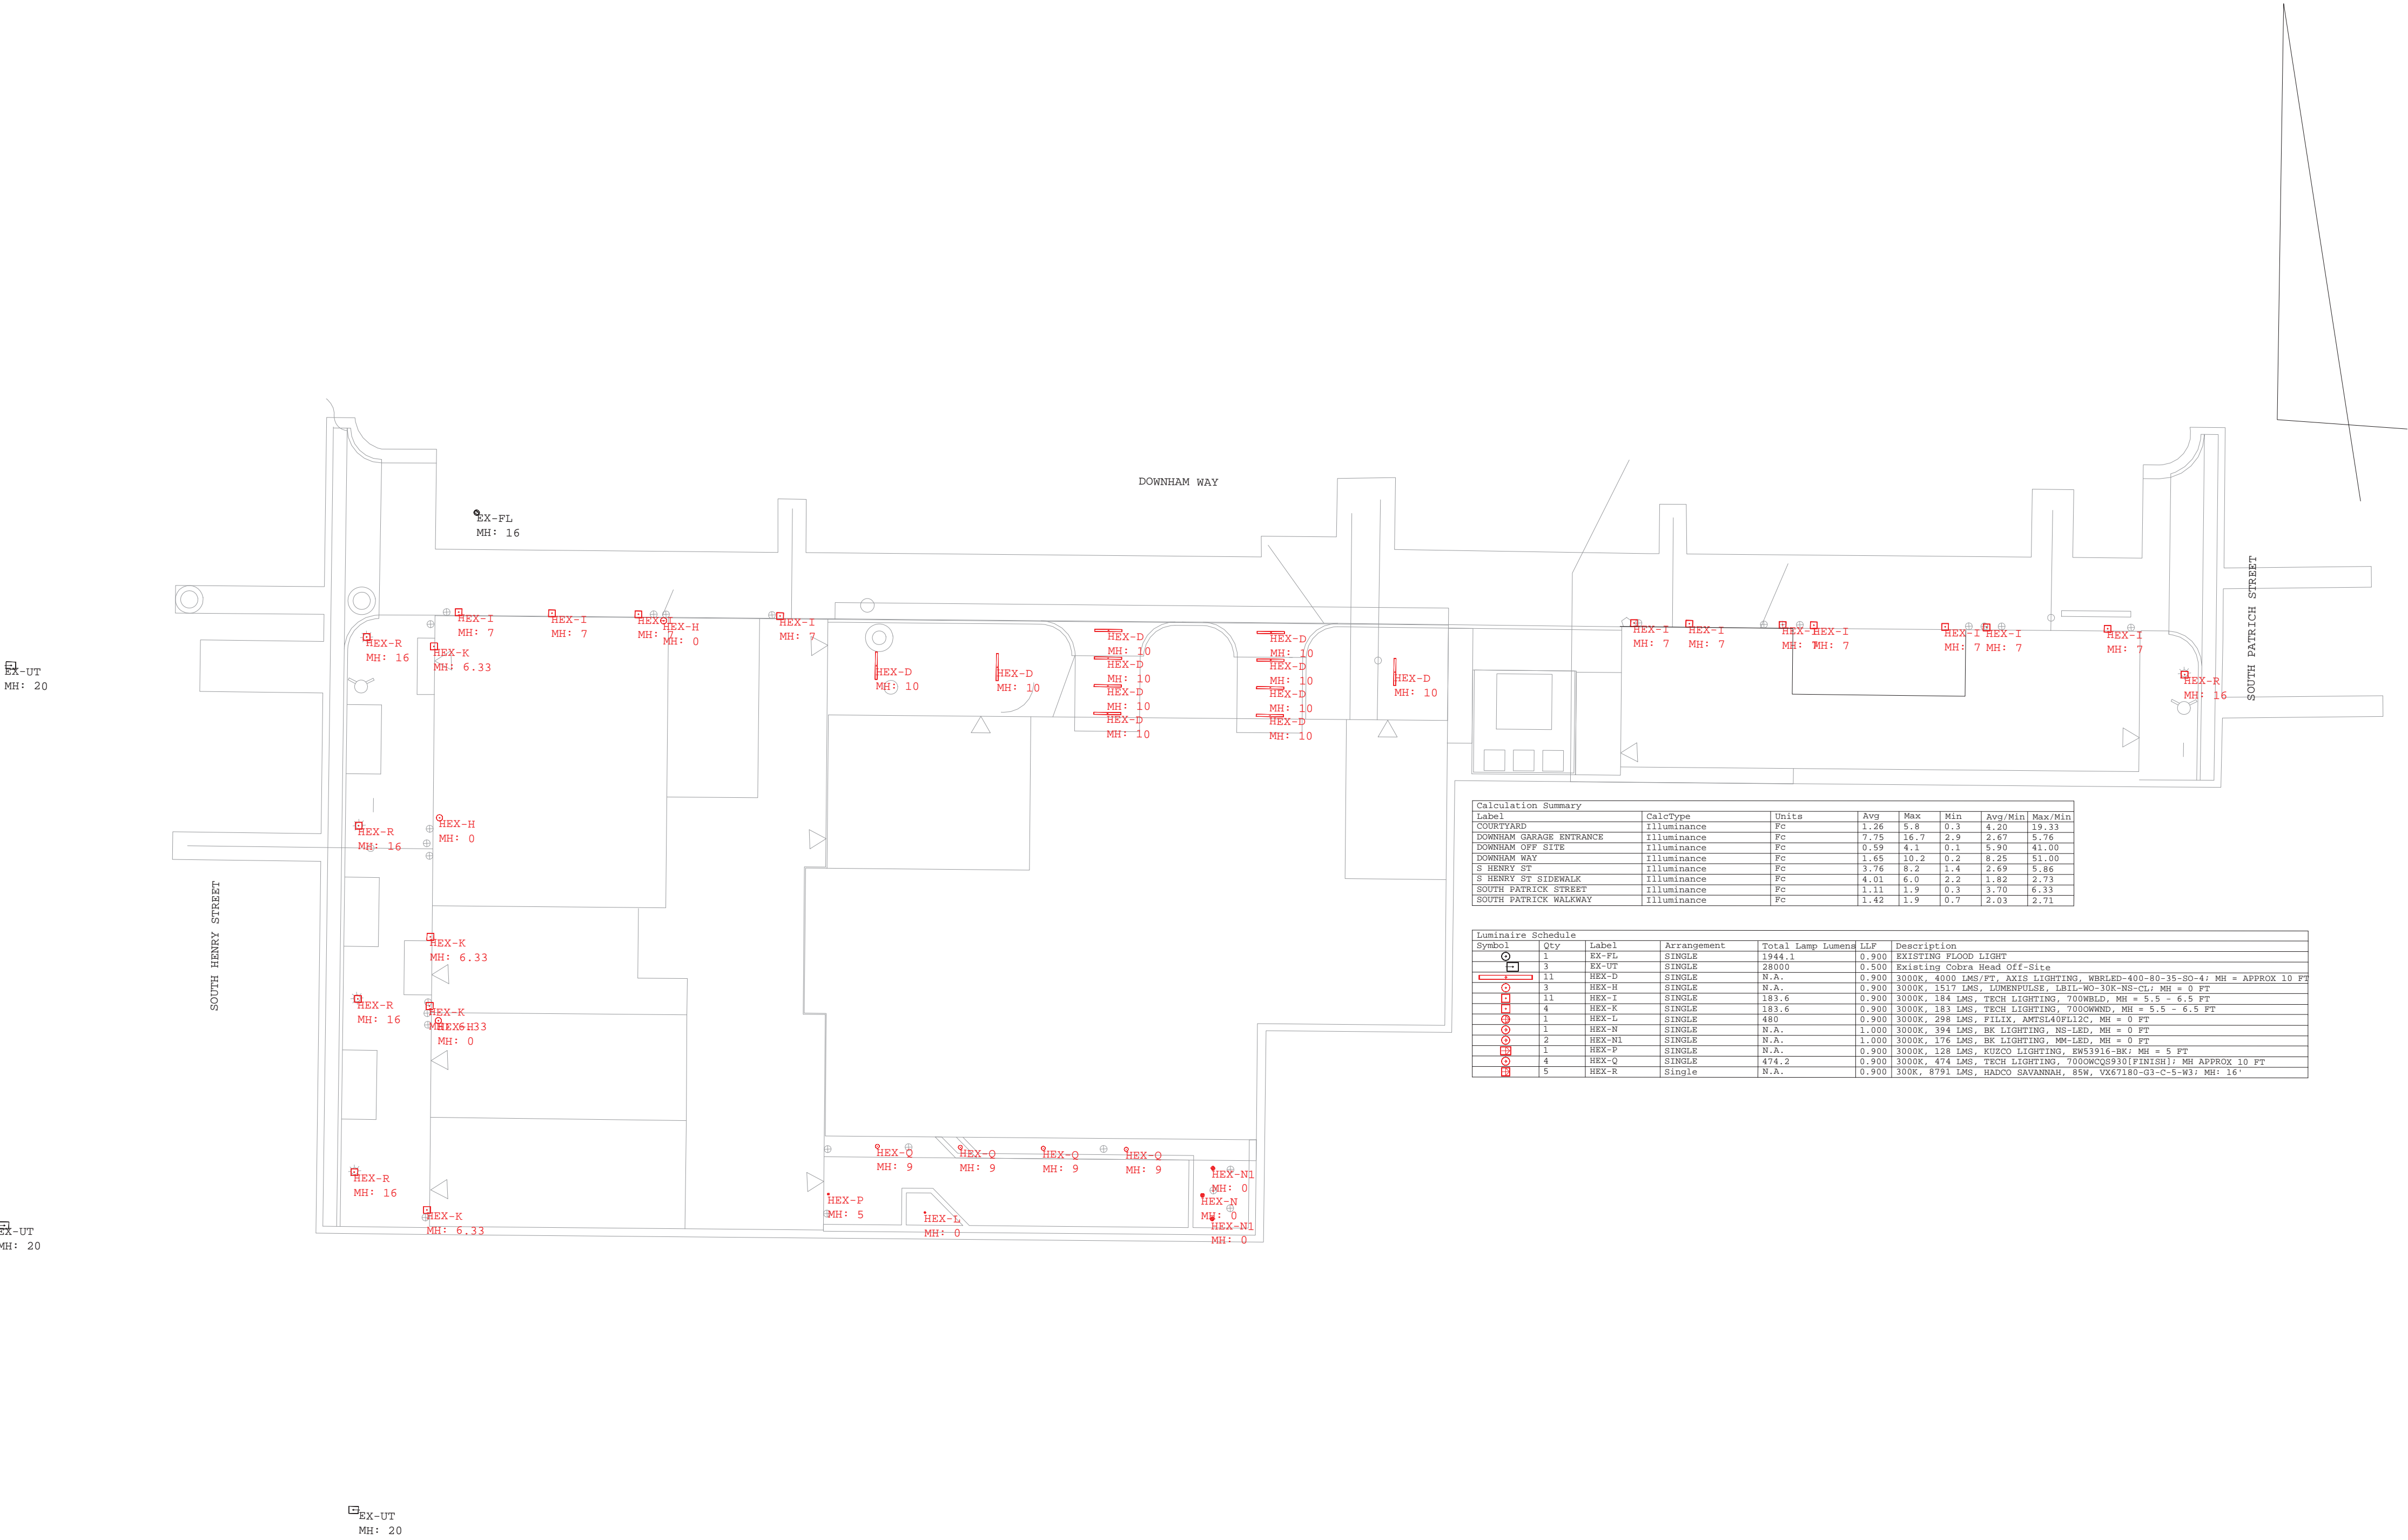 DOWNHAM WAY
EX-FL
MH: 16
HEX-I
MH: 7
HEX-I
MH: 7
HEX-I
MH: 7
HEX-H
MH: 0
HEX-I
MH: 7
HEX-R
MH: 16
HEX-K
MH: 6.33
EX-UT
MH: 20
HEX-D
MH: 10
HEX-D
MH: 10
HEX-D
MH: 10
HEX-D
MH: 10
HEX-D
MH: 10
HEX-D
MH: 10
HEX-D
MH: 10
HEX-D
MH: 10
HEX-D
MH: 10
HEX-D
MH: 10
HEX-D
MH: 10
HEX-I
MH: 7
HEX-I
MH: 7
HEX-I
MH: 7
HEX-I
MH: 7
HEX-I
MH: 7
HEX-I
MH: 7
HEX-I
MH: 7
HEX-R
MH: 16
SOUTH PATRICH STREET
HEX-R
MH: 16
HEX-H
MH: 0
SOUTH HENRY STREET
HEX-K
MH: 6.33
HEX-R
MH: 16
HEX-K
MH: 6.33
HEX-H
MH: 0
HEX-R
MH: 16
HEX-K
MH: 6.33
EX-UT
MH: 20
EX-UT
MH: 20
HEX-Q
MH: 9
HEX-Q
MH: 9
HEX-Q
MH: 9
HEX-Q
MH: 9
HEX-P
MH: 5
HEX-L
MH: 0
HEX-N1
MH: 0
HEX-N
MH: 0
HEX-N1
MH: 0
Calculation Summary
Label CalcType Units Avg Max Min Avg/Min Max/Min
COURTYARD Illuminance Fc 1.26 5.8 0.3 4.20 19.33
DOWNHAM GARAGE ENTRANCE Illuminance Fc 7.75 16.7 2.9 2.67 5.76
DOWNHAM OFF SITE Illuminance Fc 0.59 4.1 0.1 5.90 41.00
DOWNHAM WAY Illuminance Fc 1.65 10.2 0.2 8.25 51.00
S HENRY ST Illuminance Fc 3.76 8.2 1.4 2.69 5.86
S HENRY ST SIDEWALK Illuminance Fc 4.01 6.0 2.2 1.82 2.73
SOUTH PATRICK STREET Illuminance Fc 1.11 1.9 0.3 3.70 6.33
SOUTH PATRICK WALKWAY Illuminance Fc 1.42 1.9 0.7 2.03 2.71
Luminaire Schedule
Symbol Qty Label Arrangement Total Lamp Lumens LLF Description
1 EX-FL SINGLE 1944.1 0.900 EXISTING FLOOD LIGHT
3 EX-UT SINGLE 28000 0.500 Existing Cobra Head Off-Site
11 HEX-D SINGLE N.A. 0.900 3000K, 4000 LMS/FT, AXIS LIGHTING, WBRLED-400-80-35-SO-4; MH = APPROX 10 FT
3 HEX-H SINGLE N.A. 0.900 3000K, 1517 LMS, LUMENPULSE, LBIL-WO-30K-NS-CL; MH = 0 FT
11 HEX-I SINGLE 183.6 0.900 3000K, 184 LMS, TECH LIGHTING, 700WBLD, MH = 5.5 - 6.5 FT
4 HEX-K SINGLE 183.6 0.900 3000K, 183 LMS, TECH LIGHTING, 700OWWND, MH = 5.5 - 6.5 FT
1 HEX-L SINGLE 480 0.900 3000K, 298 LMS, FILIX, AMTSL40FL12C, MH = 0 FT
1 HEX-N SINGLE N.A. 1.000 3000K, 394 LMS, BK LIGHTING, NS-LED, MH = 0 FT
2 HEX-N1 SINGLE N.A. 1.000 3000K, 176 LMS, BK LIGHTING, MM-LED, MH = 0 FT
1 HEX-P SINGLE N.A. 0.900 3000K, 128 LMS, KUZCO LIGHTING, EW53916-BK; MH = 5 FT
4 HEX-Q SINGLE 474.2 0.900 3000K, 474 LMS, TECH LIGHTING, 700OWCQS930[FINISH]; MH APPROX 10 FT
5 HEX-R Single N.A. 0.900 300K, 8791 LMS, HADCO SAVANNAH, 85W, VX67180-G3-C-5-W3; MH: 16'